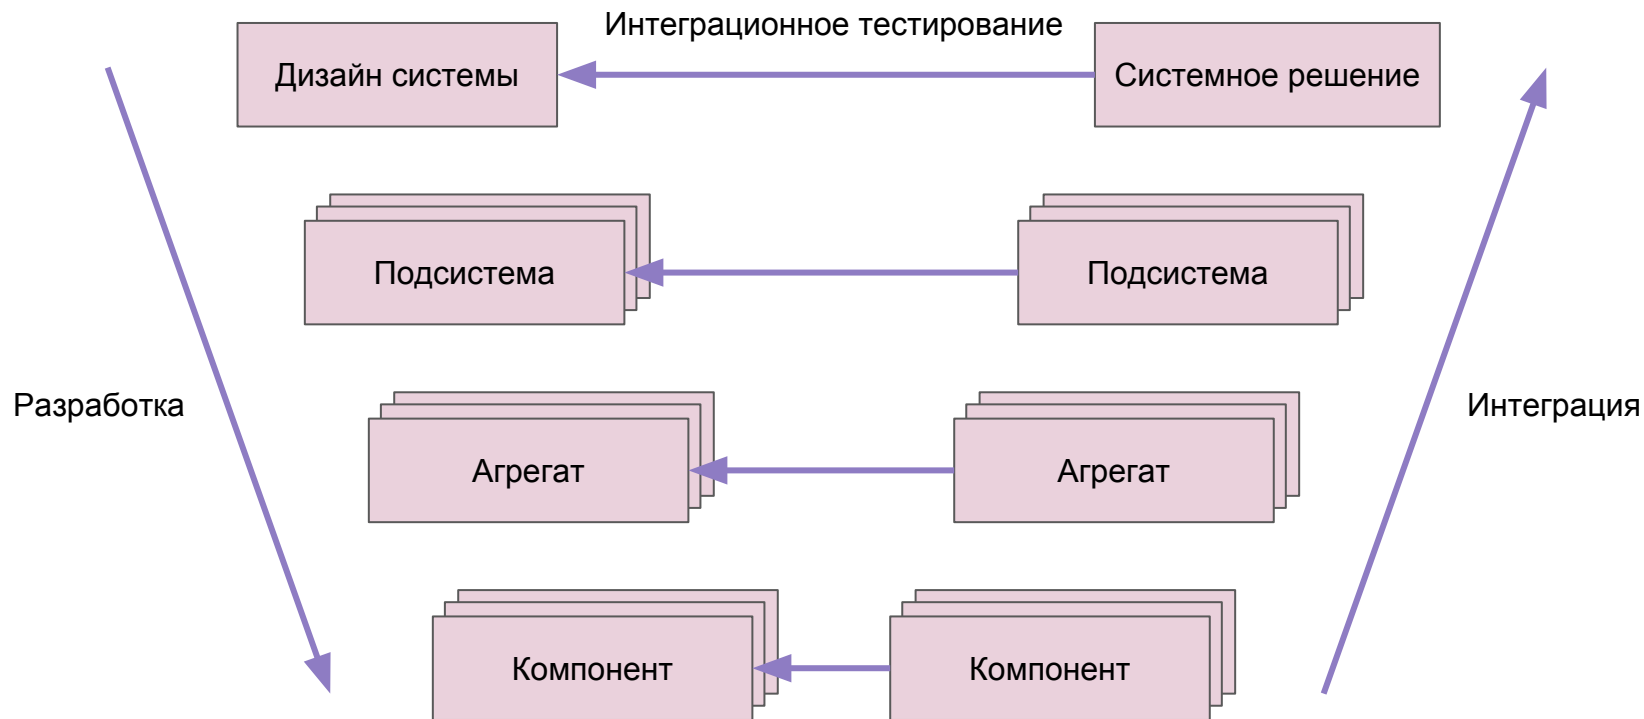 Интеграционное тестирование
Дизайн системы
Системное решение
Подсистема
Подсистема
Разработка
Интеграция
Агрегат
Агрегат
Компонент
Компонент